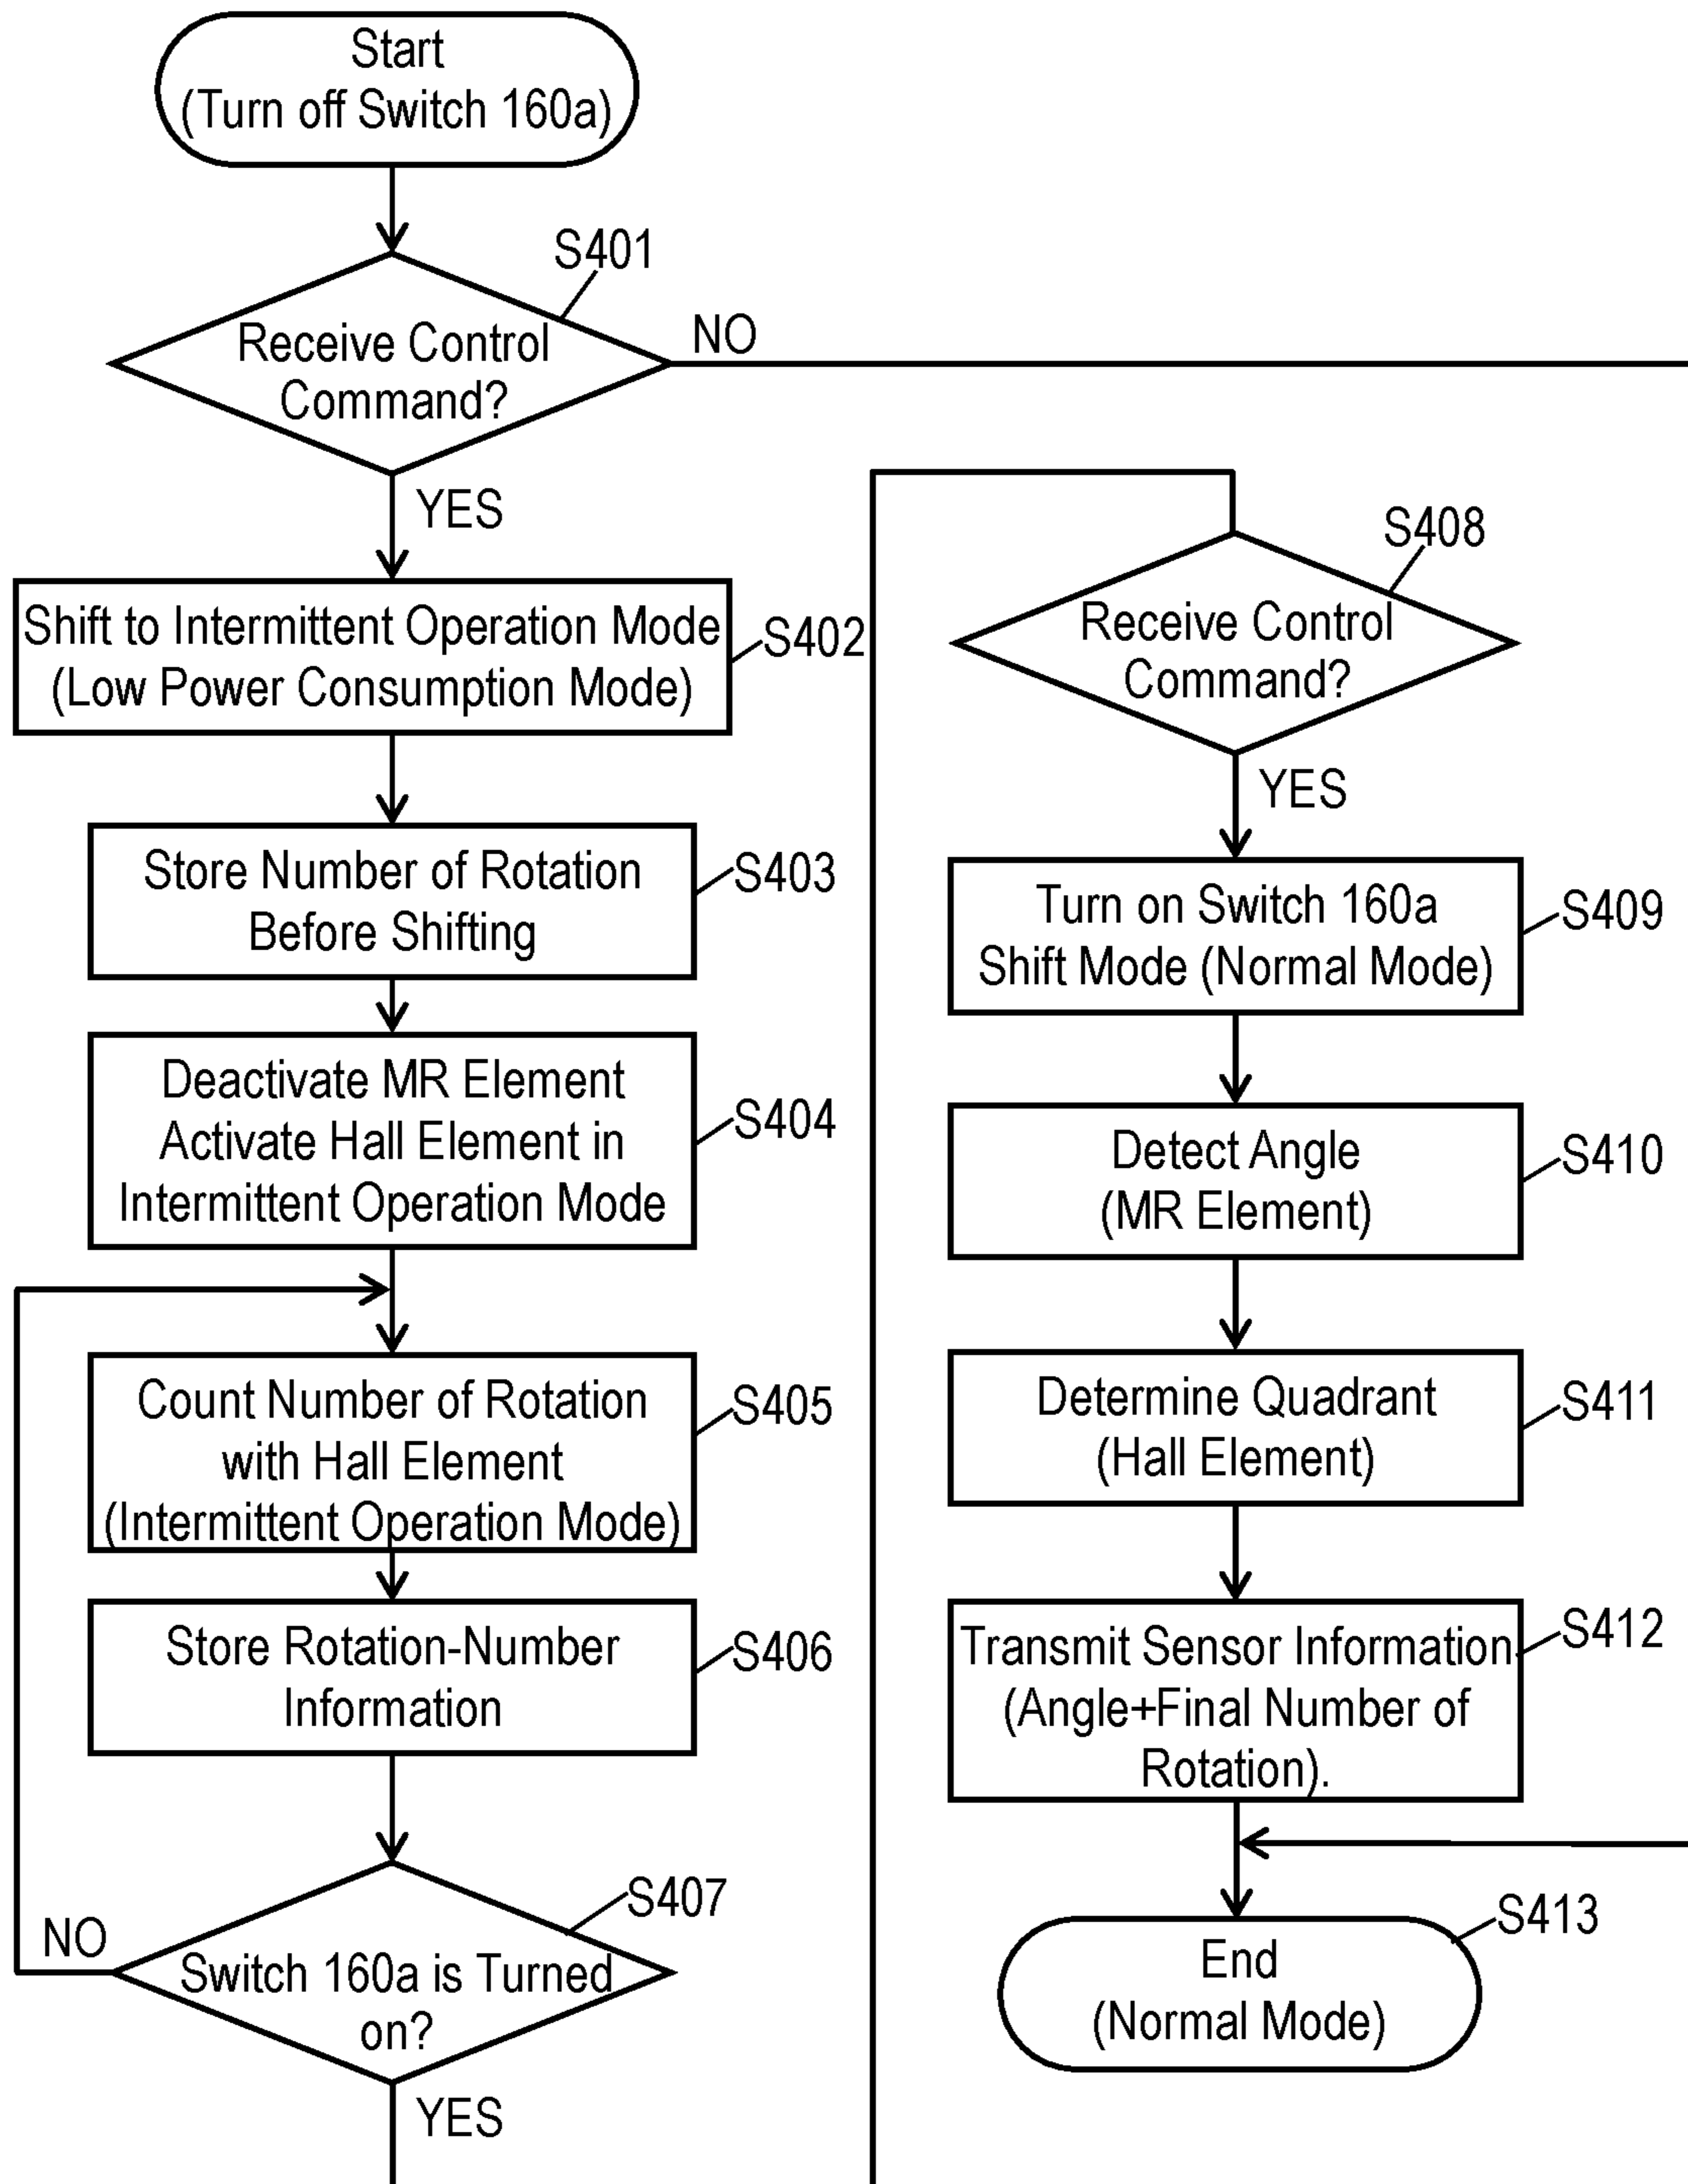 Start
(Turn off Switch 160a)
S401
Receive Control
Command?
NO
YES
Shift to Intermittent Operation Mode
(Low Power Consumption Mode)
S402
Store Number of Rotation
Before Shifting
S403
Deactivate MR Element
Activate Hall Element in
Intermittent Operation Mode
S404
Count Number of Rotation
with Hall Element
(Intermittent Operation Mode)
S405
Store Rotation-Number
Information
S406
S407
NO
Switch 160a is Turned
on?
YES
S408
Receive Control
Command?
YES
Turn on Switch 160a
Shift Mode (Normal Mode)
S409
Detect Angle
(MR Element)
S410
Determine Quadrant
(Hall Element)
S411
Transmit Sensor Information
(Angle+Final Number of
Rotation).
S412
S413
End
(Normal Mode)